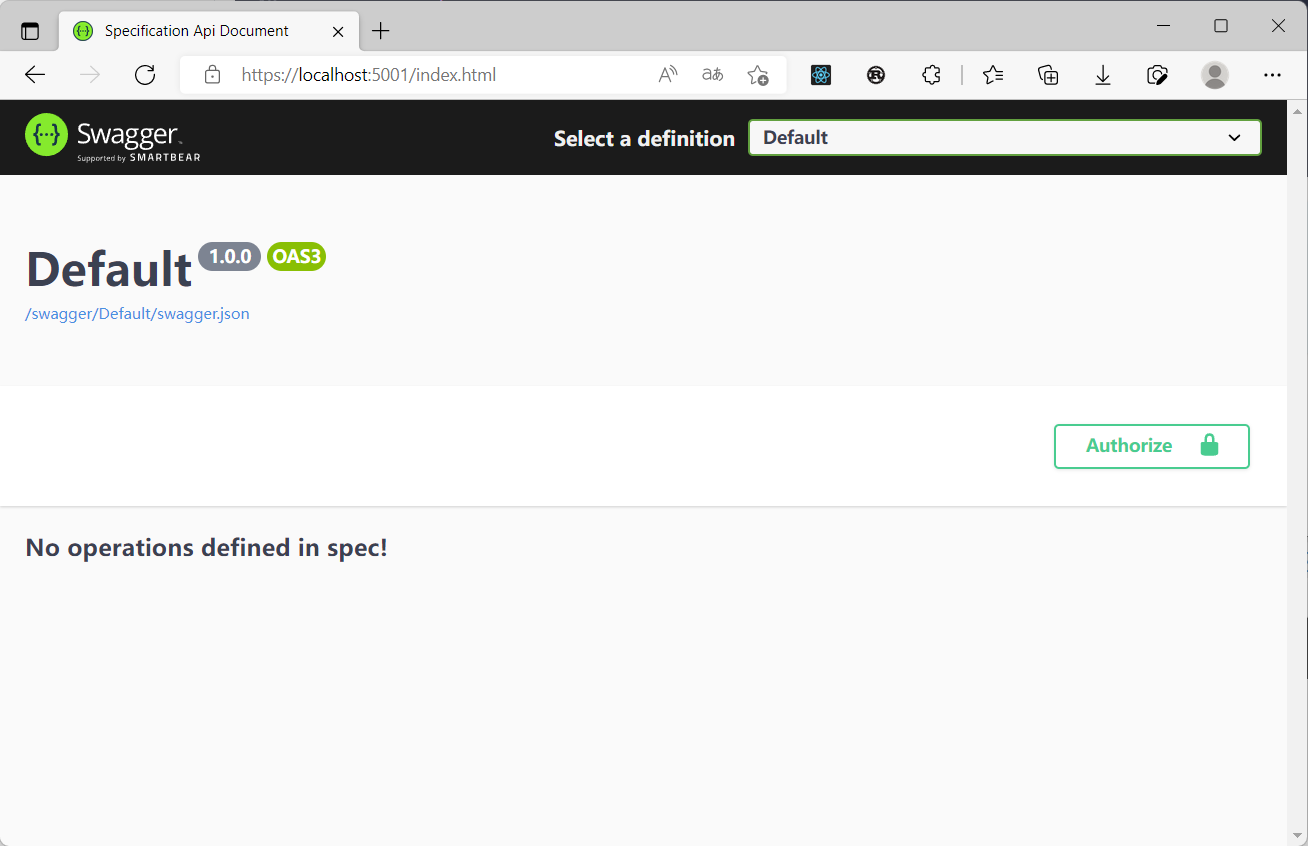 Specification Api Document
https://localhost:5001/index.html
Swagger
Supported by SMARTBEAR
Select a definition
Default
Default 1.0.0 OAS3
/swagger/Default/swagger.json
Authorize
No operations defined in spec!